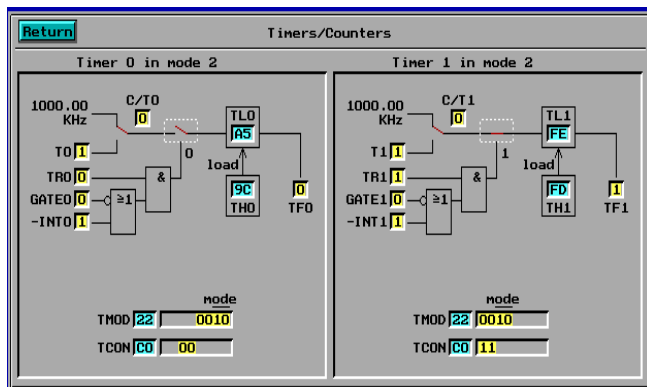 Return
Timers/Counters
Timer 0 in mode 2
1000.00
KHz
C/T0
0
T0 1
TR0 0
GATE0 0
-INT0 1
≥1
&
0
TL0
A5
load
9C
TH0
0
TF0
mode
TMOD 22 0010
TCON C0 00
Timer 1 in mode 2
1000.00
KHz
C/T1
0
T1 1
TR1 1
GATE1 0
-INT1 1
≥1
&
1
TL1
FE
load
FD
TH1
1
TF1
mode
TMOD 22 0010
TCON C0 11